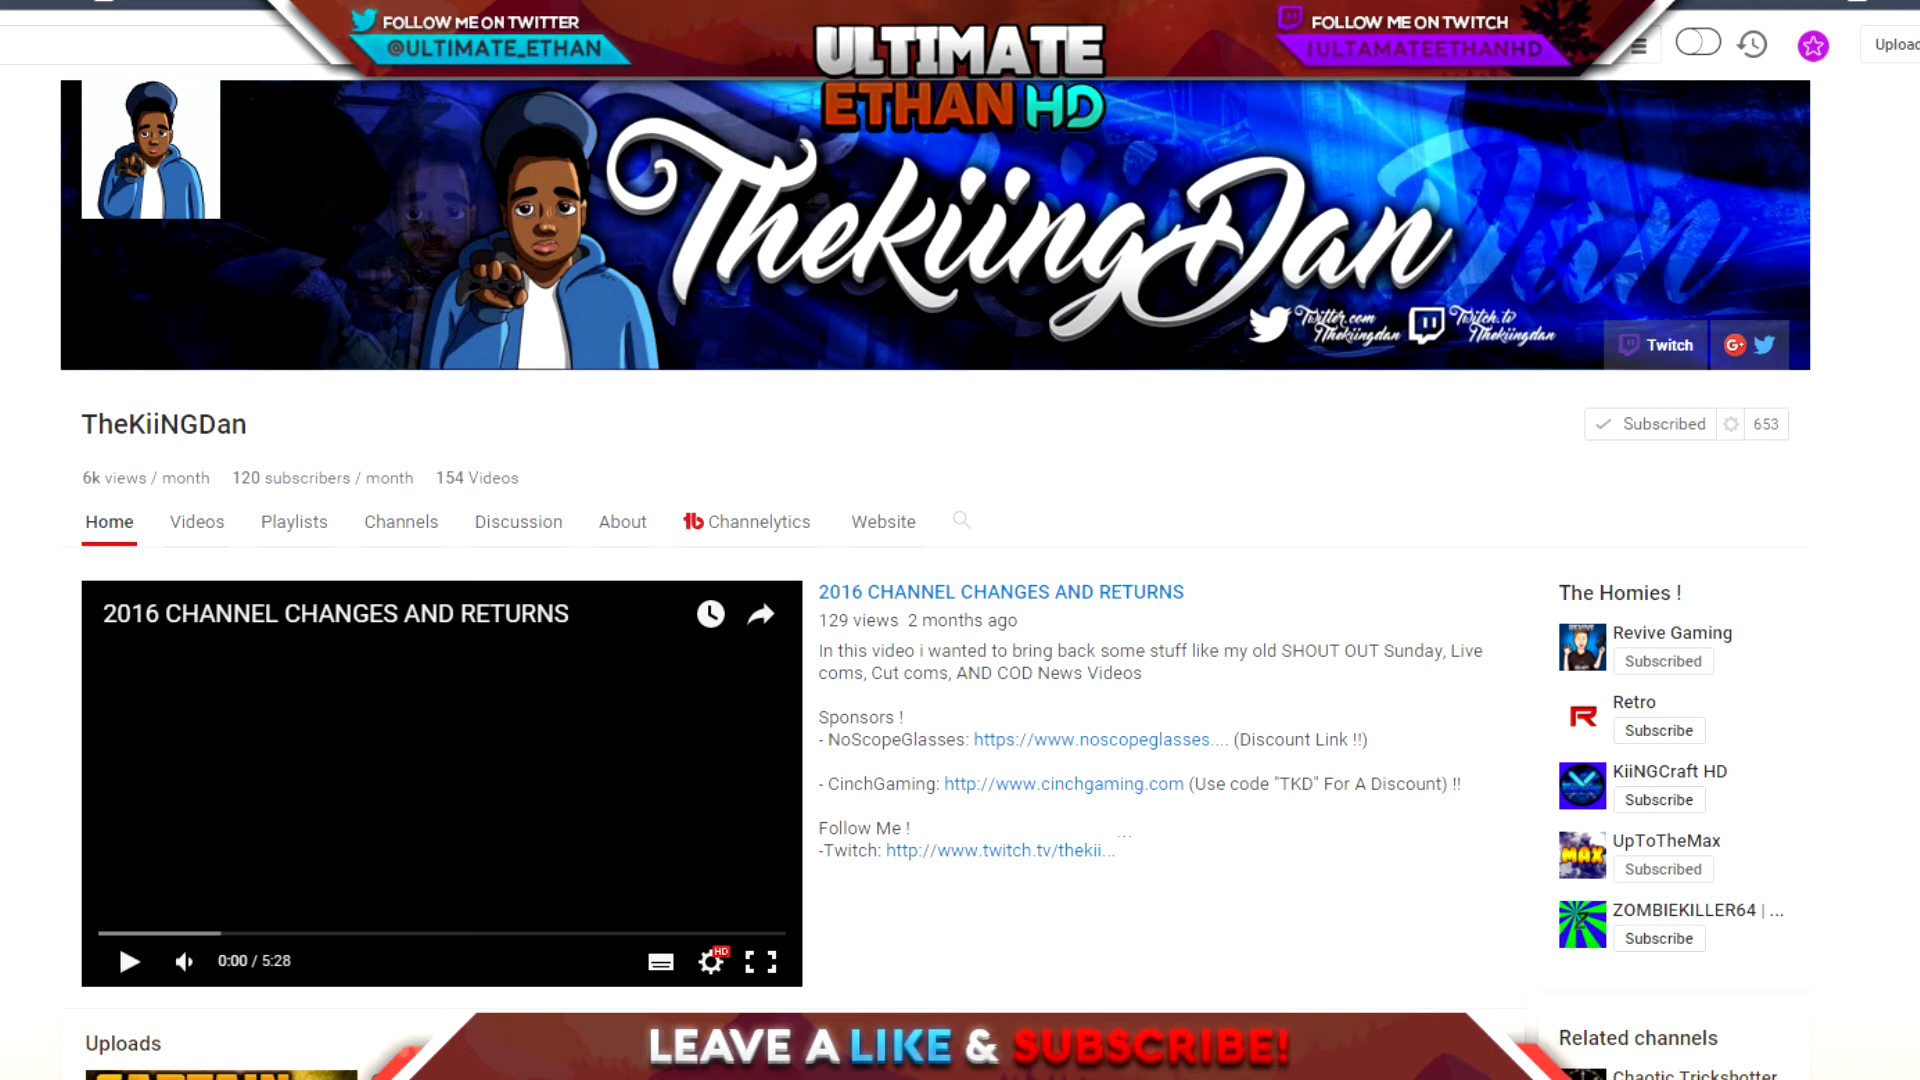 FOLLOW ME ON TWITTER
@ULTIMATE_ETHAN
ULTIMATE
ETHAN HD
FOLLOW ME ON TWITCH
/ULTAMATEETHANHD
Thekiing Dan
Dan
Twitter.com
/Thekiingdan
Twitch.tv
/Thekiingdan
Twitch
G+
TheKiiNGDan
Subscribed
653
6k views / month
120 subscribers / month
154 Videos
Home
Videos
Playlists
Channels
Discussion
About
Channelytics
Website
2016 CHANNEL CHANGES AND RETURNS
0:00 / 5:28
HD
2016 CHANNEL CHANGES AND RETURNS
129 views 2 months ago
In this video i wanted to bring back some stuff like my old SHOUT OUT Sunday, Live
coms, Cut coms, AND COD News Videos
Sponsors !
- NoScopeGlasses: https://www.noscopeglasses.... (Discount Link !!)
- CinchGaming: http://www.cinchgaming.com (Use code "TKD" For A Discount) !!
Follow Me !
-Twitch: http://www.twitch.tv/thekii...
...
The Homies !
Revive Gaming
Subscribed
Retro
Subscribe
KiiNGCraft HD
Subscribe
MAX
UpToTheMax
Subscribed
ZOMBIEKILLER64 | ...
Subscribe
Uploads
LEAVE A LIKE & SUBSCRIBE!
Related channels
Chaotic Trickshotter